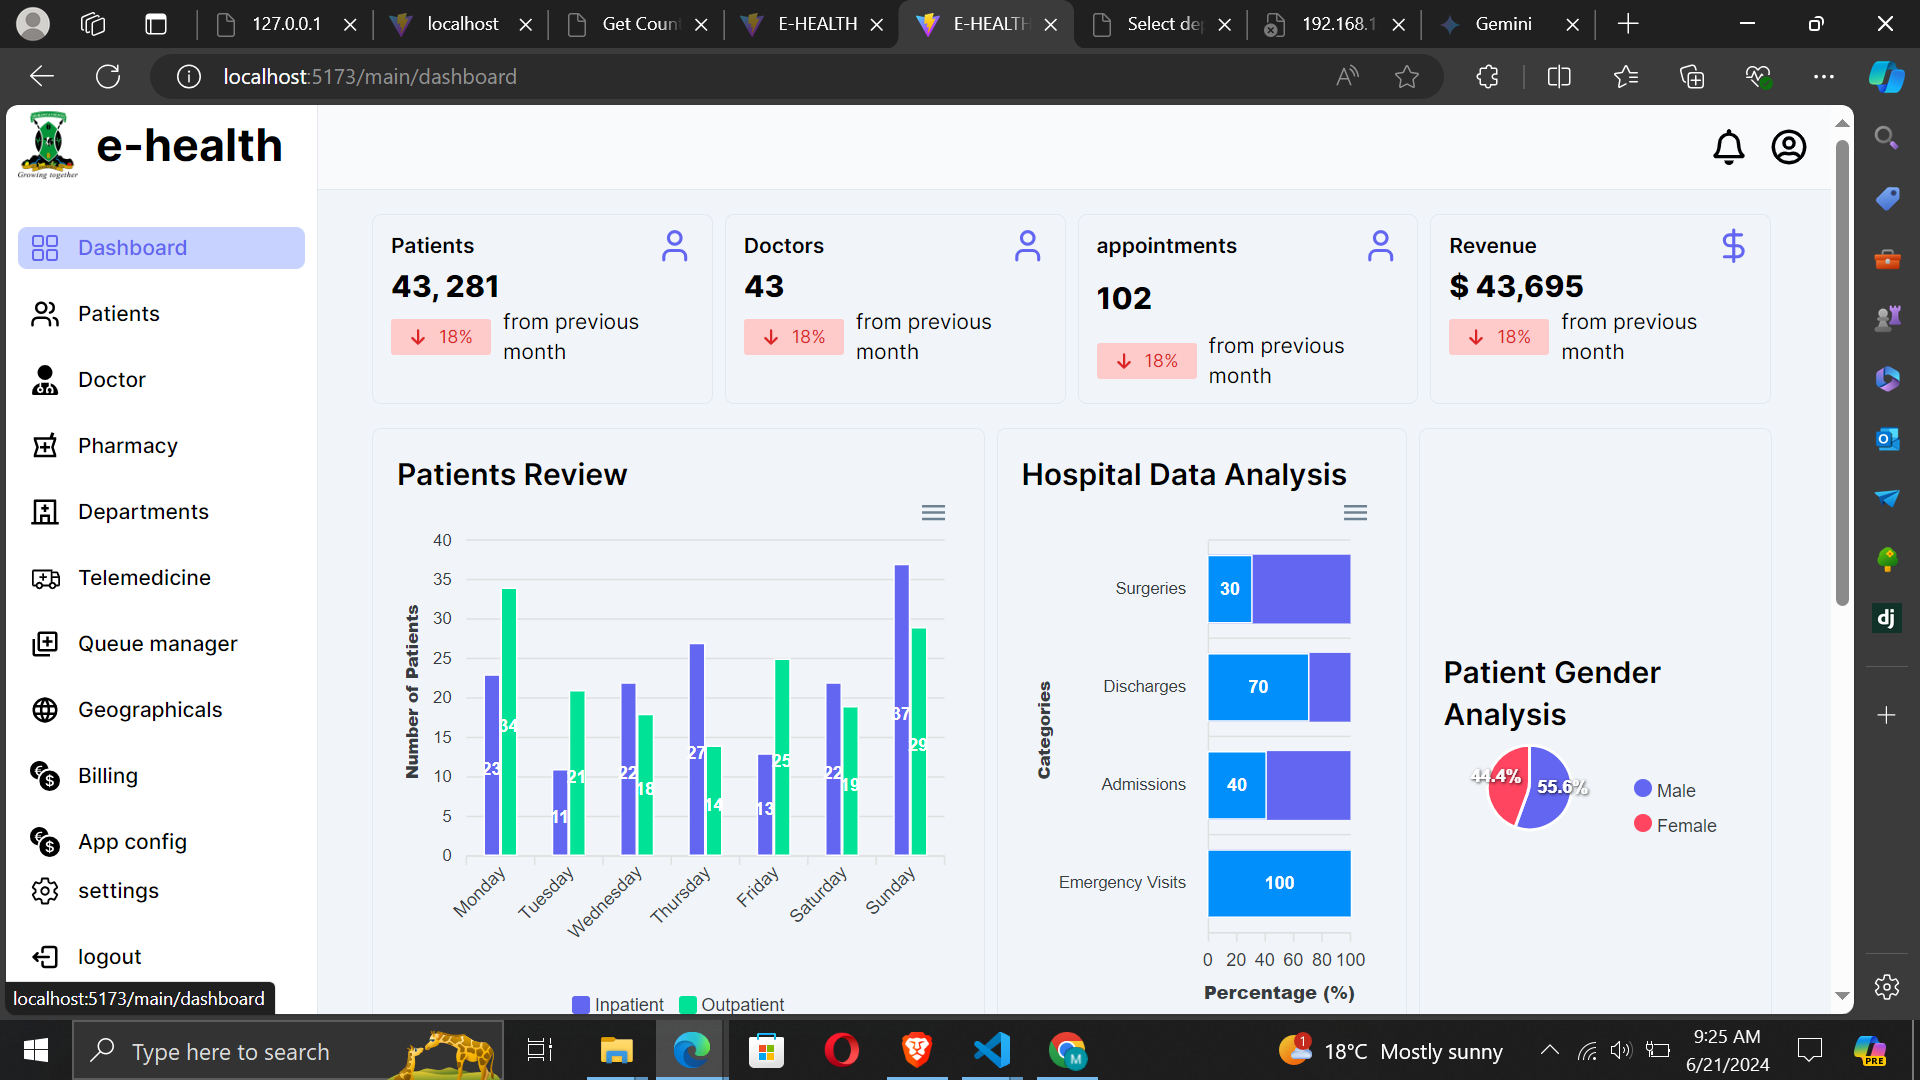 127.0.0.1
localhost
Get Coun
E-HEALTH
E-HEALTH
Select de
192.168.1
Gemini
localhost:5173/main/dashboard
Growing together
e-health
Dashboard
Patients
Doctor
Pharmacy
Departments
Telemedicine
Queue manager
Geographicals
Billing
App config
settings
logout
localhost:5173/main/dashboard
Patients
43, 281
18%
from previous
month
Doctors
43
18%
from previous
month
appointments
102
18%
from previous
month
Revenue
$ 43,695
18%
from previous
month
Patients Review
Number of Patients
40
35
30
25
20
15
10
5
0
23
34
11
21
22
18
27
14
13
25
22
19
37
29
Monday
Tuesday
Wednesday
Thursday
Friday
Saturday
Sunday
Inpatient
Outpatient
Hospital Data Analysis
Categories
Surgeries
30
Discharges
70
Admissions
40
Emergency Visits
100
0 20 40 60 80 100
Percentage (%)
Patient Gender
Analysis
44.4%
55.6%
Male
Female
dj
Type here to search
M
1
18°C Mostly sunny
9:25 AM
6/21/2024
PRE